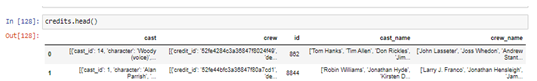 In [128]: credits.head()
Out[128]:
cast crew id cast_name crew_name
0 [{'cast_id': 14, 'character': 'Woody (voice)',... [{'credit_id': '52fe4284c3a36847f8024f49', 'de... 862 ['Tom Hanks', 'Tim Allen', 'Don Rickles', 'Jim... [John Lasseter, Joss Whedon, Andrew Stant...
1 [{'cast_id': 1, 'character': 'Alan Parrish', '... [{'credit_id': '52fe44bfc3a36847f80a7cd1', 'de... 8844 ['Robin Williams', 'Jonathan Hyde', 'Kirsten D... [Larry J. Franco, Jonathan Hensleigh, 'Jam...